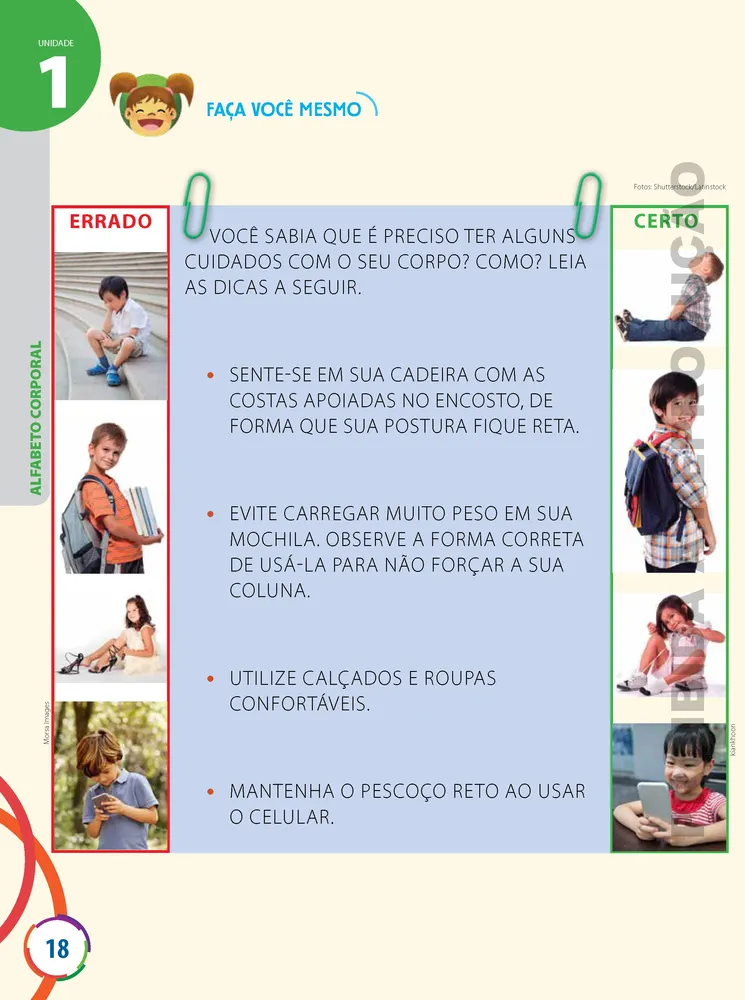 UNIDADE
1
FAÇA VOCÊ MESMO
Fotos: Shutterstock/Latinstock
ERRADO
CERTO
VOCÊ SABIA QUE É PRECISO TER ALGUNS
CUIDADOS COM O SEU CORPO? COMO? LEIA
AS DICAS A SEGUIR.
• SENTE-SE EM SUA CADEIRA COM AS
COSTAS APOIADAS NO ENCOSTO, DE
FORMA QUE SUA POSTURA FIQUE RETA.
• EVITE CARREGAR MUITO PESO EM SUA
MOCHILA. OBSERVE A FORMA CORRETA
DE USÁ-LA PARA NÃO FORÇAR A SUA
COLUNA.
• UTILIZE CALÇADOS E ROUPAS
CONFORTÁVEIS.
• MANTENHA O PESCOÇO RETO AO USAR
O CELULAR.
ALFABETO CORPORAL
Morsa Images
kiankhoon
18